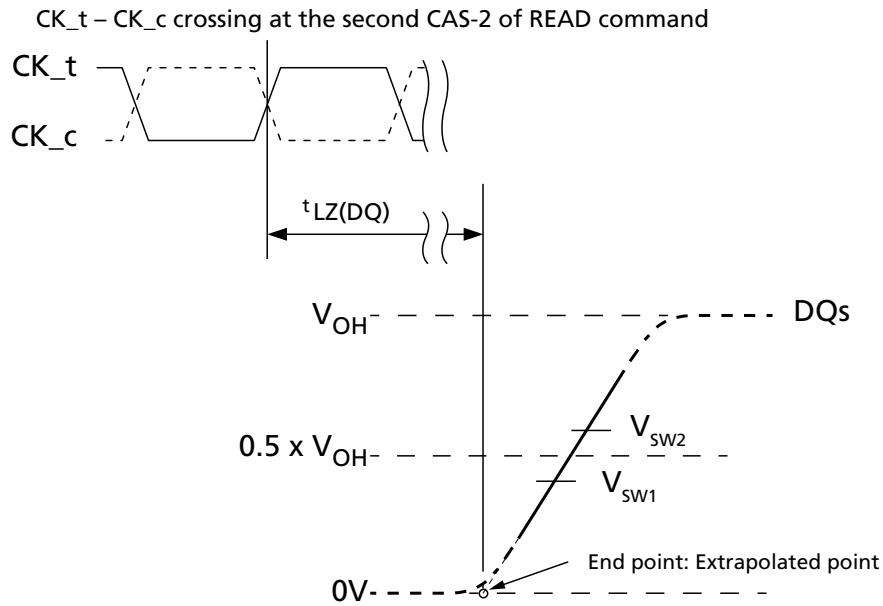 CK_t – CK_c crossing at the second CAS-2 of READ command
CK_t
CK_c
tLZ(DQ)
VOH
DQs
VSW2
0.5 x VOH
VSW1
End point: Extrapolated point
0V